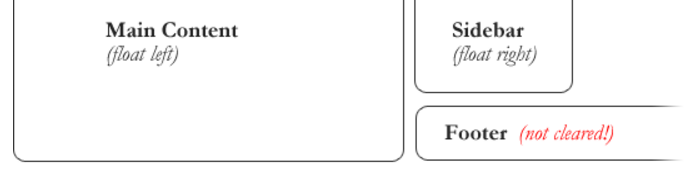 Main Content
(float left)
Sidebar
(float right)
Footer (not cleared!)